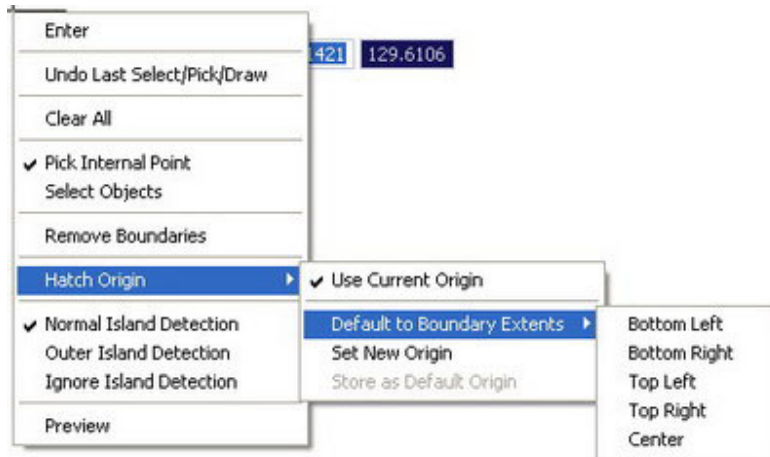 Enter
1421 129.6106
Undo Last Select/Pick/Draw
Clear All
Pick Internal Point
Select Objects
Remove Boundaries
Hatch Origin
Use Current Origin
Normal Island Detection
Default to Boundary Extents
Bottom Left
Outer Island Detection
Set New Origin
Bottom Right
Ignore Island Detection
Store as Default Origin
Top Left
Top Right
Preview
Center